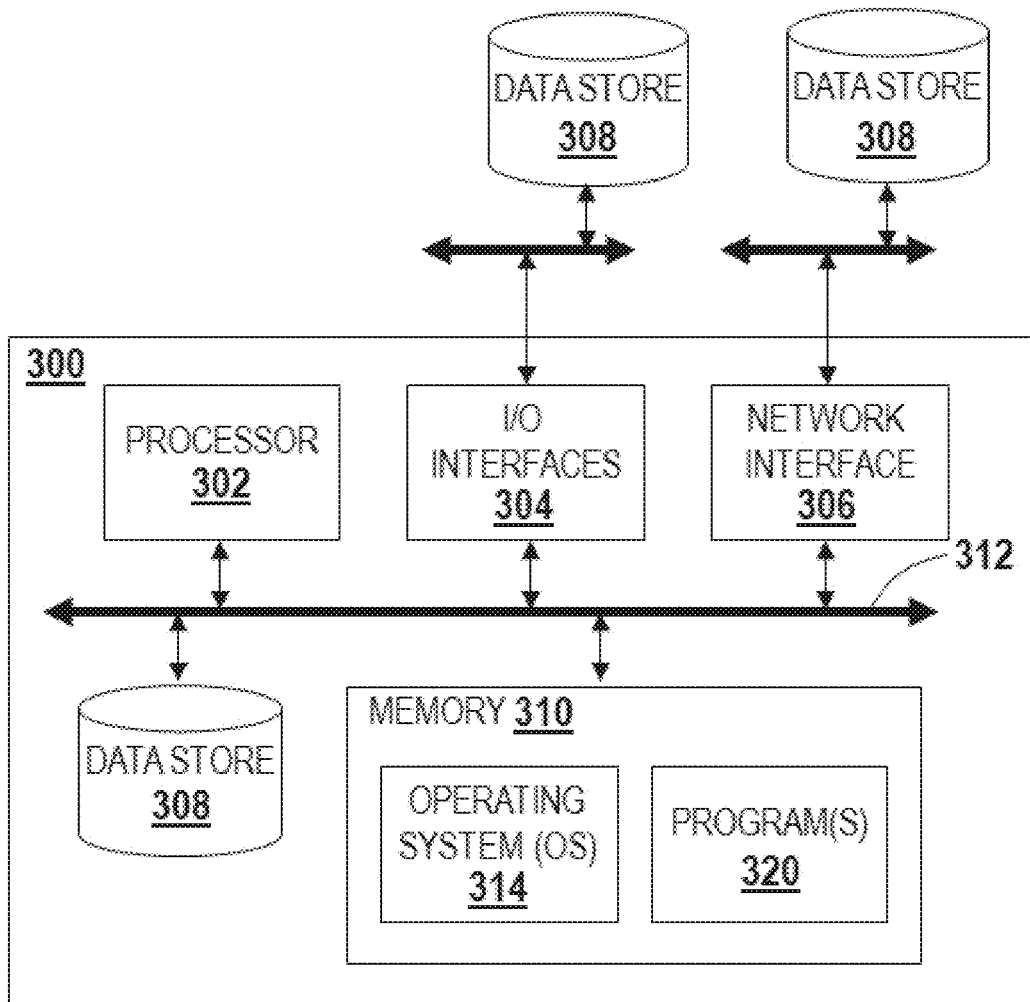 DATA STORE
308
DATA STORE
308
300
PROCESSOR
302
I/O
INTERFACES
304
NETWORK
INTERFACE
306
312
DATA STORE
308
MEMORY 310
OPERATING
SYSTEM (OS)
314
PROGRAM(S)
320